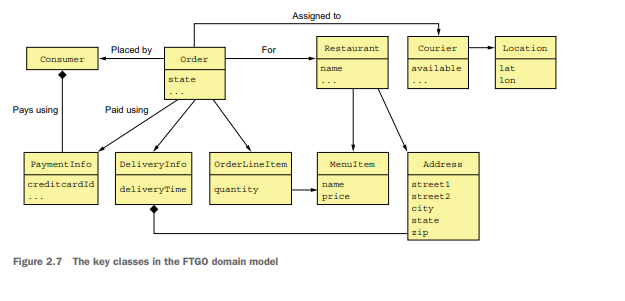 Assigned to
Consumer
Placed by
Order
state
...
For
Restaurant
name
...
Courier
available
...
Location
lat
lon
Pays using
Paid using
PaymentInfo
creditcardId
...
DeliveryInfo
deliveryTime
OrderLineItem
quantity
MenuItem
name
price
Address
street1
street2
city
state
zip
Figure 2.7 The key classes in the FTGO domain model